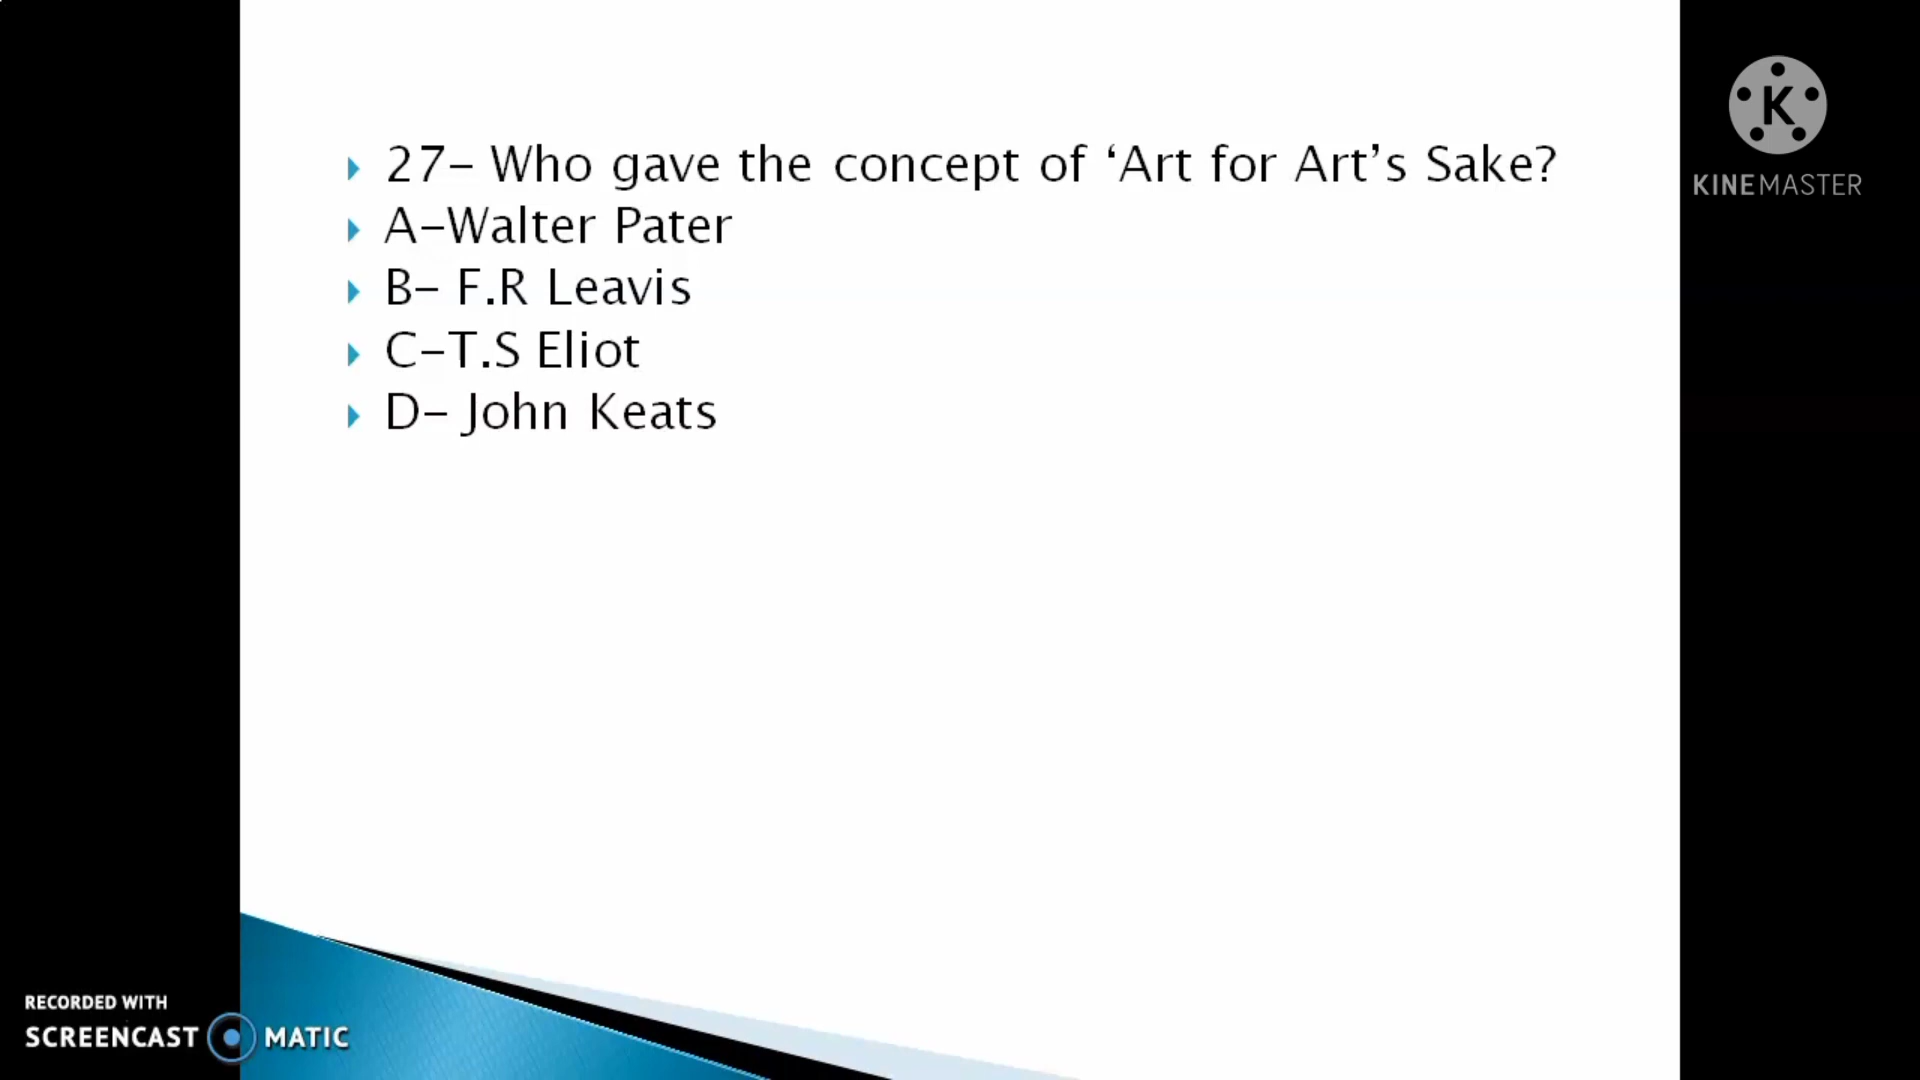 27- Who gave the concept of ‘Art for Art’s Sake?
A-Walter Pater
B- F.R Leavis
C-T.S Eliot
D- John Keats
K
KINEMASTER
RECORDED WITH
SCREENCAST MATIC